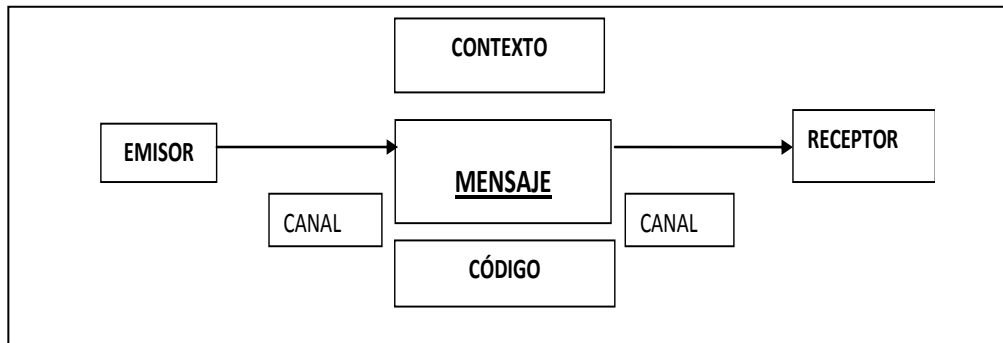 CONTEXTO
EMISOR
MENSAJE
RECEPTOR
CANAL
CANAL
CÓDIGO